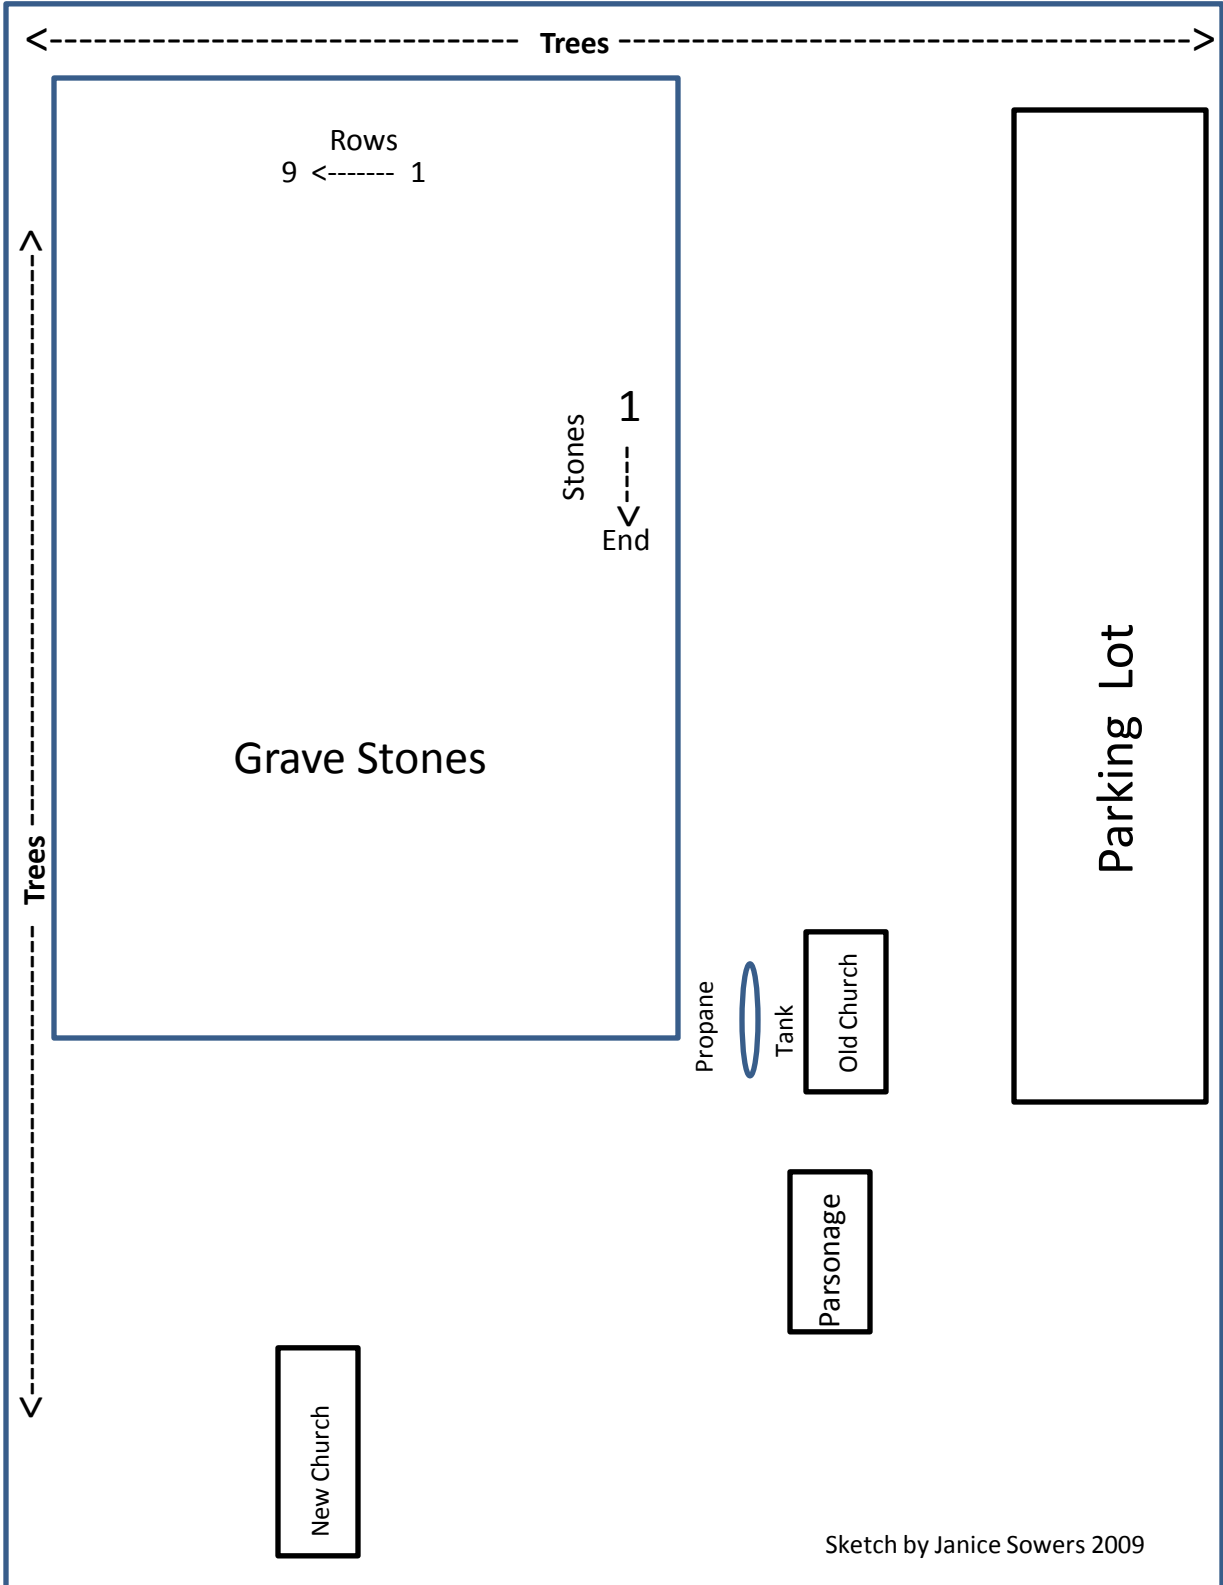 <------------------------------------ Trees -------------------------------------------->
Rows
9 <------- 1
1
Stones
----->
End
Grave Stones
Parking Lot
<------------------------------------ Trees -------------------------------------------->
Propane
Tank
Old Church
Parsonage
New Church
Sketch by Janice Sowers 2009